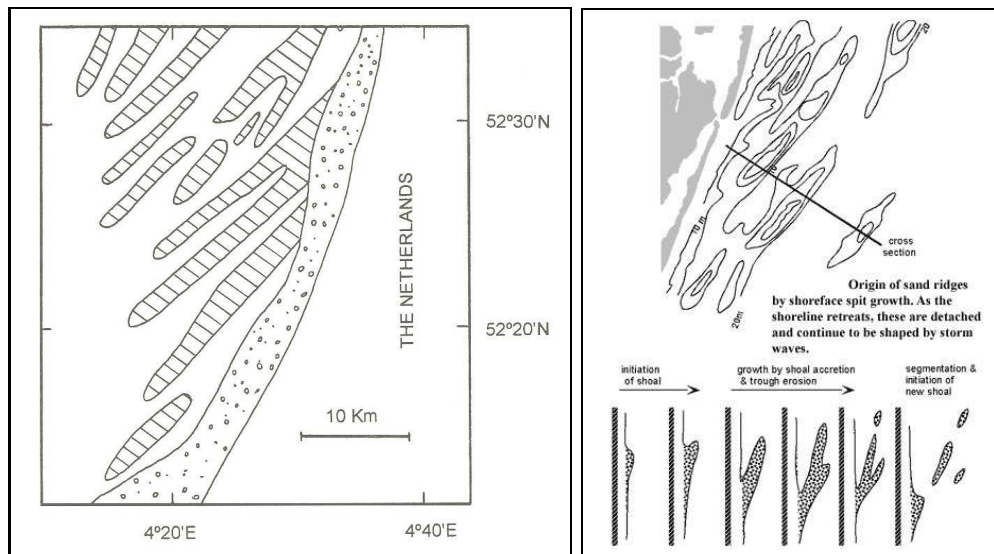 52°30'N
THE NETHERLANDS
52°20'N
10 Km
4°20'E
4°40'E
20
70 m
cross
section
20m
Origin of sand ridges
by shoreface spit growth. As the
shoreline retreats, these are detached
and continue to be shaped by storm
waves.
initiation
of shoal
growth by shoal accretion
& trough erosion
segmentation &
initiation of
new shoal